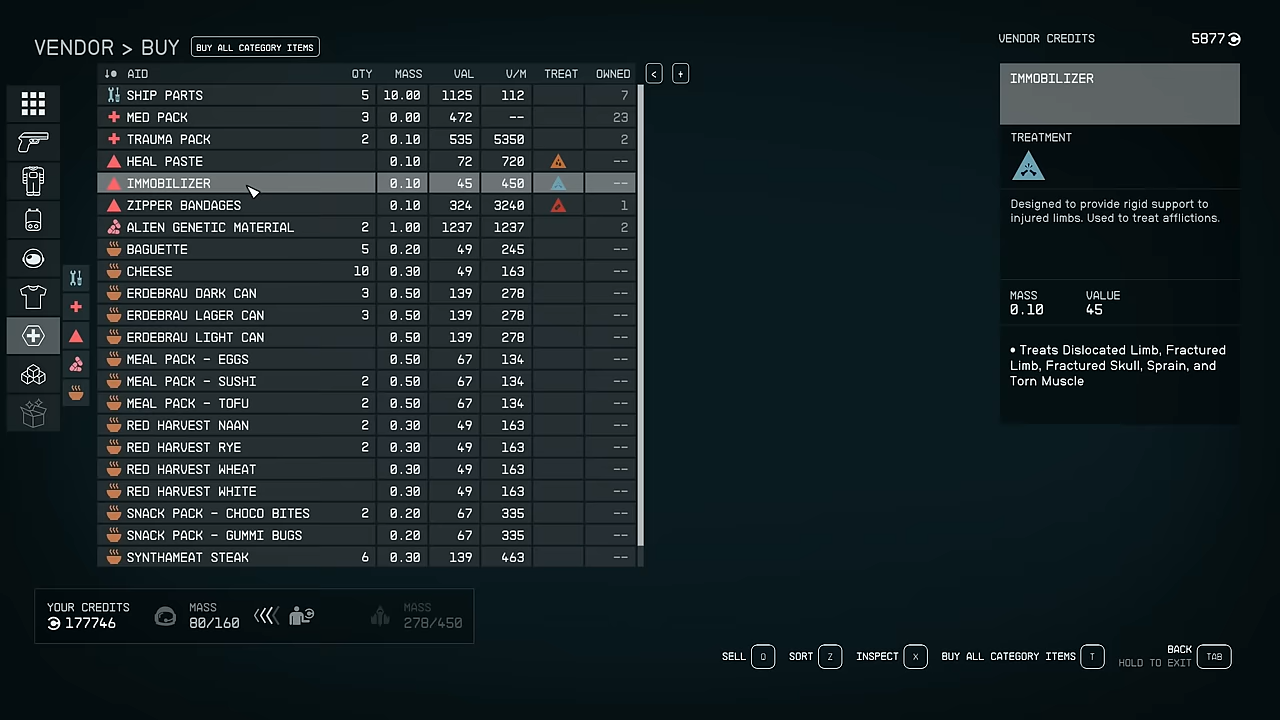 VENDOR > BUY BUY ALL CATEGORY ITEMS
VENDOR CREDITS 5877
AID QTY MASS VAL V/M TREAT OWNED < +
SHIP PARTS 5 10.00 1125 112 7
MED PACK 3 0.00 472 -- 23
TRAUMA PACK 2 0.10 535 5350 2
HEAL PASTE 0.10 72 720 --
IMMOBILIZER 0.10 45 450 --
ZIPPER BANDAGES 0.10 324 3240 1
ALIEN GENETIC MATERIAL 2 1.00 1237 1237 2
BAGUETTE 5 0.20 49 245 --
CHEESE 10 0.30 49 163 --
ERDEBRAU DARK CAN 3 0.50 139 278 --
ERDEBRAU LAGER CAN 3 0.50 139 278 --
ERDEBRAU LIGHT CAN 0.50 139 278 --
MEAL PACK - EGGS 0.50 67 134 --
MEAL PACK - SUSHI 2 0.50 67 134 --
MEAL PACK - TOFU 2 0.50 67 134 --
RED HARVEST NAAN 2 0.30 49 163 --
RED HARVEST RYE 2 0.30 49 163 --
RED HARVEST WHEAT 0.30 49 163 --
RED HARVEST WHITE 0.30 49 163 --
SNACK PACK - CHOCO BITES 2 0.20 67 335 --
SNACK PACK - GUMMI BUGS 0.20 67 335 --
SYNTHAMEAT STEAK 6 0.30 139 463 --
IMMOBILIZER
TREATMENT
Designed to provide rigid support to
injured limbs. Used to treat afflictions.
MASS VALUE
0.10 45
• Treats Dislocated Limb, Fractured
Limb, Fractured Skull, Sprain, and
Torn Muscle
YOUR CREDITS MASS MASS
177746 80/160 278/450
SELL Q SORT Z INSPECT X BUY ALL CATEGORY ITEMS T BACK TAB
HOLD TO EXIT